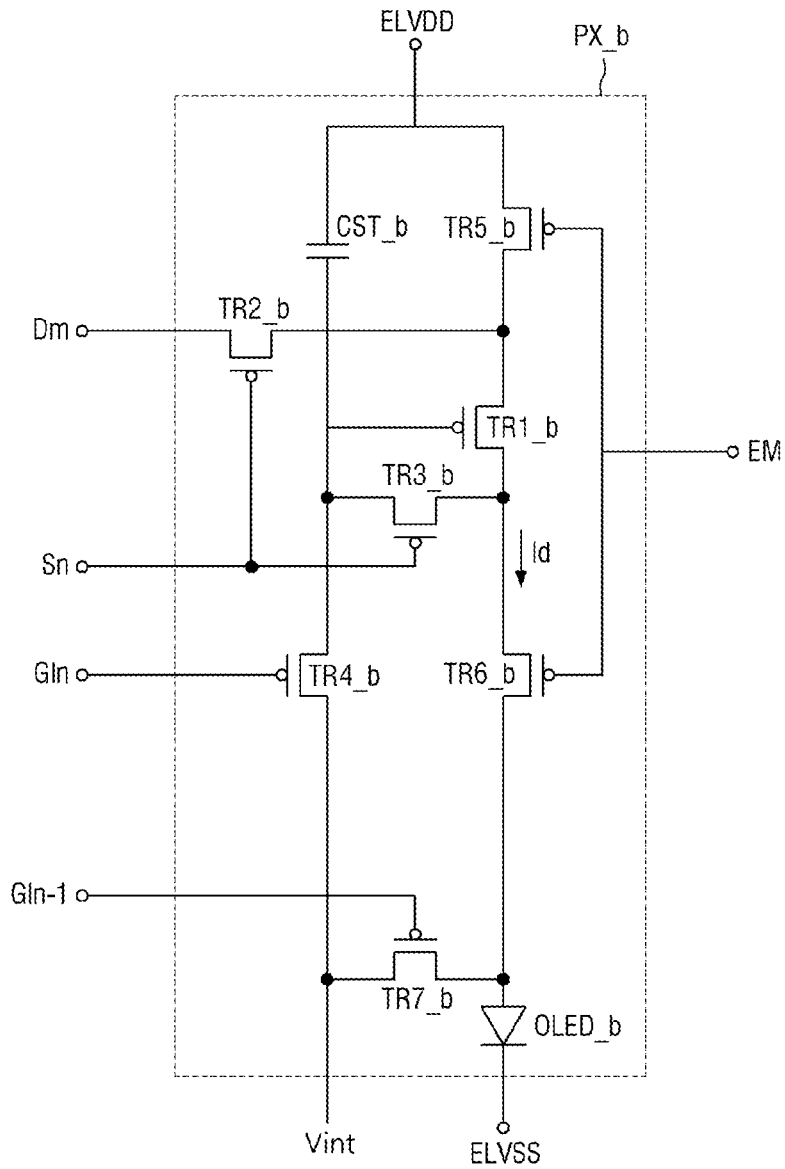 ELVDD
PX_b
CST_b
TR5_b
TR2_b
Dm
TR1_b
EM
TR3_b
Id
Sn
GIn
TR4_b
TR6_b
GIn-1
TR7_b
OLED_b
Vint
ELVSS